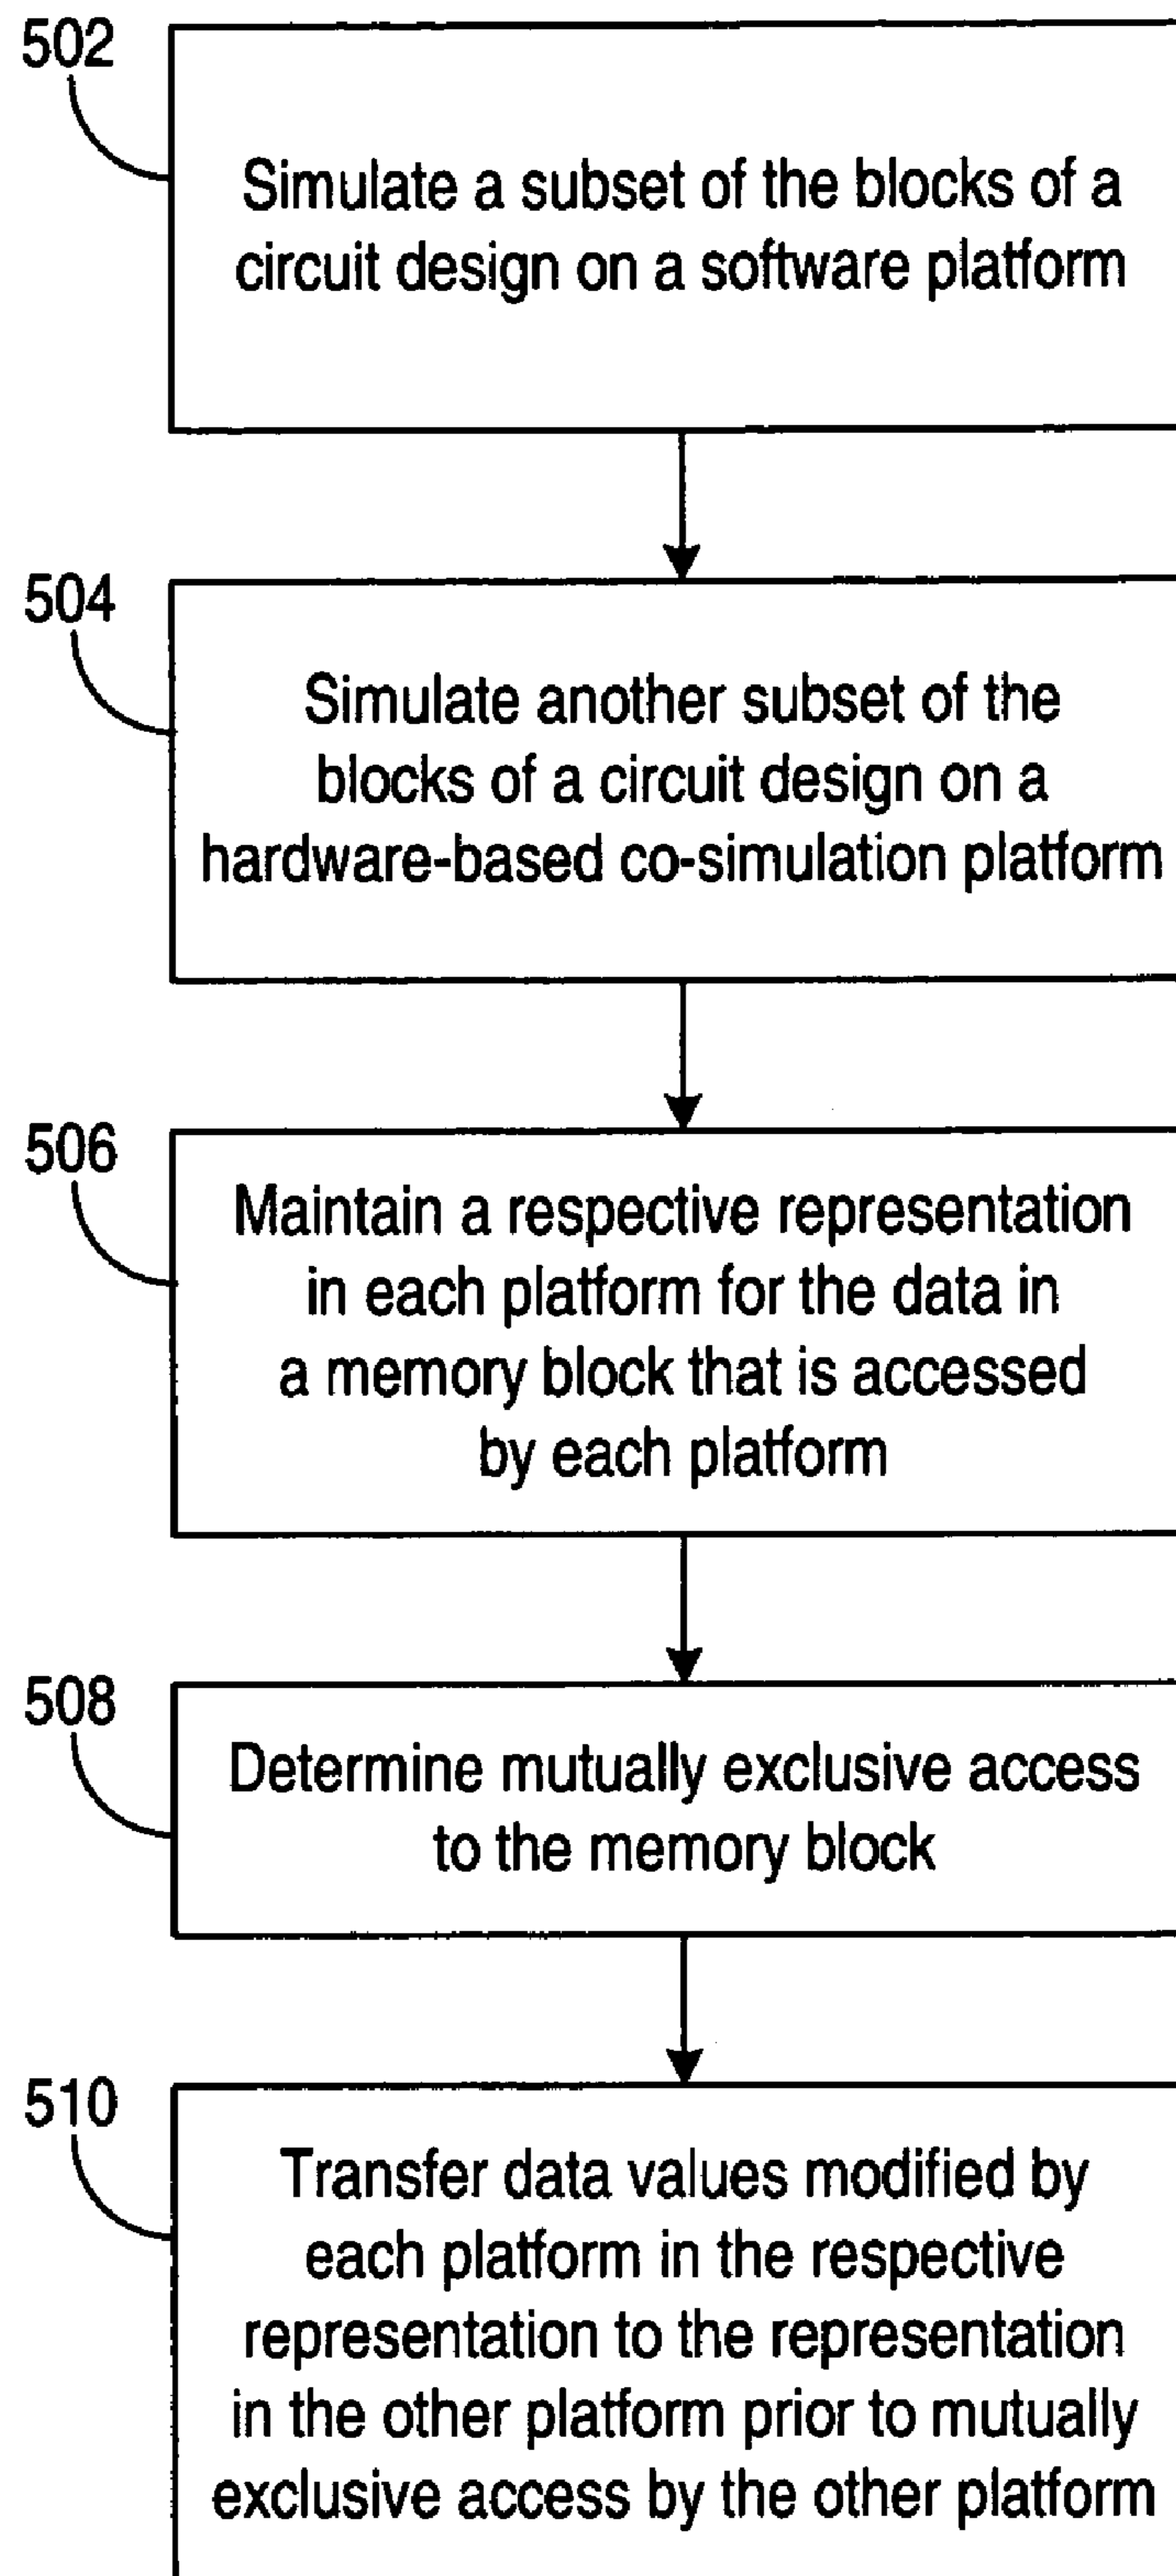 502
Simulate a subset of the blocks of a
circuit design on a software platform
504
Simulate another subset of the
blocks of a circuit design on a
hardware-based co-simulation platform
506
Maintain a respective representation
in each platform for the data in
a memory block that is accessed
by each platform
508
Determine mutually exclusive access
to the memory block
510
Transfer data values modified by
each platform in the respective
representation to the representation
in the other platform prior to mutually
exclusive access by the other platform